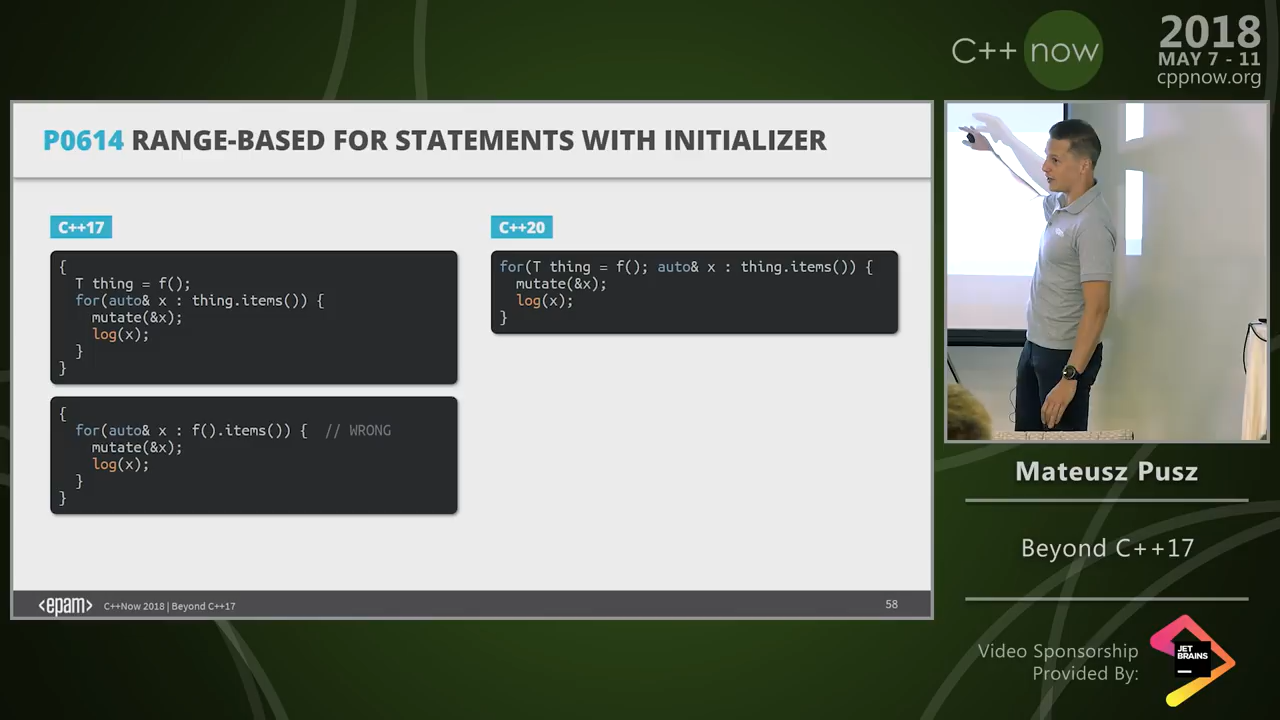 C++ now
2018
MAY 7 - 11
cppnow.org
P0614 RANGE-BASED FOR STATEMENTS WITH INITIALIZER
C++17
{
T thing = f();
for(auto& x : thing.items()) {
mutate(&x);
log(x);
}
}
{
for(auto& x : f().items()) { // WRONG
mutate(&x);
log(x);
}
}
C++20
for(T thing = f(); auto& x : thing.items()) {
mutate(&x);
log(x);
}
<epam>
C++Now 2018 | Beyond C++17
58
Mateusz Pusz
Beyond C++17
Video Sponsorship
Provided By:
JET
BRAINS